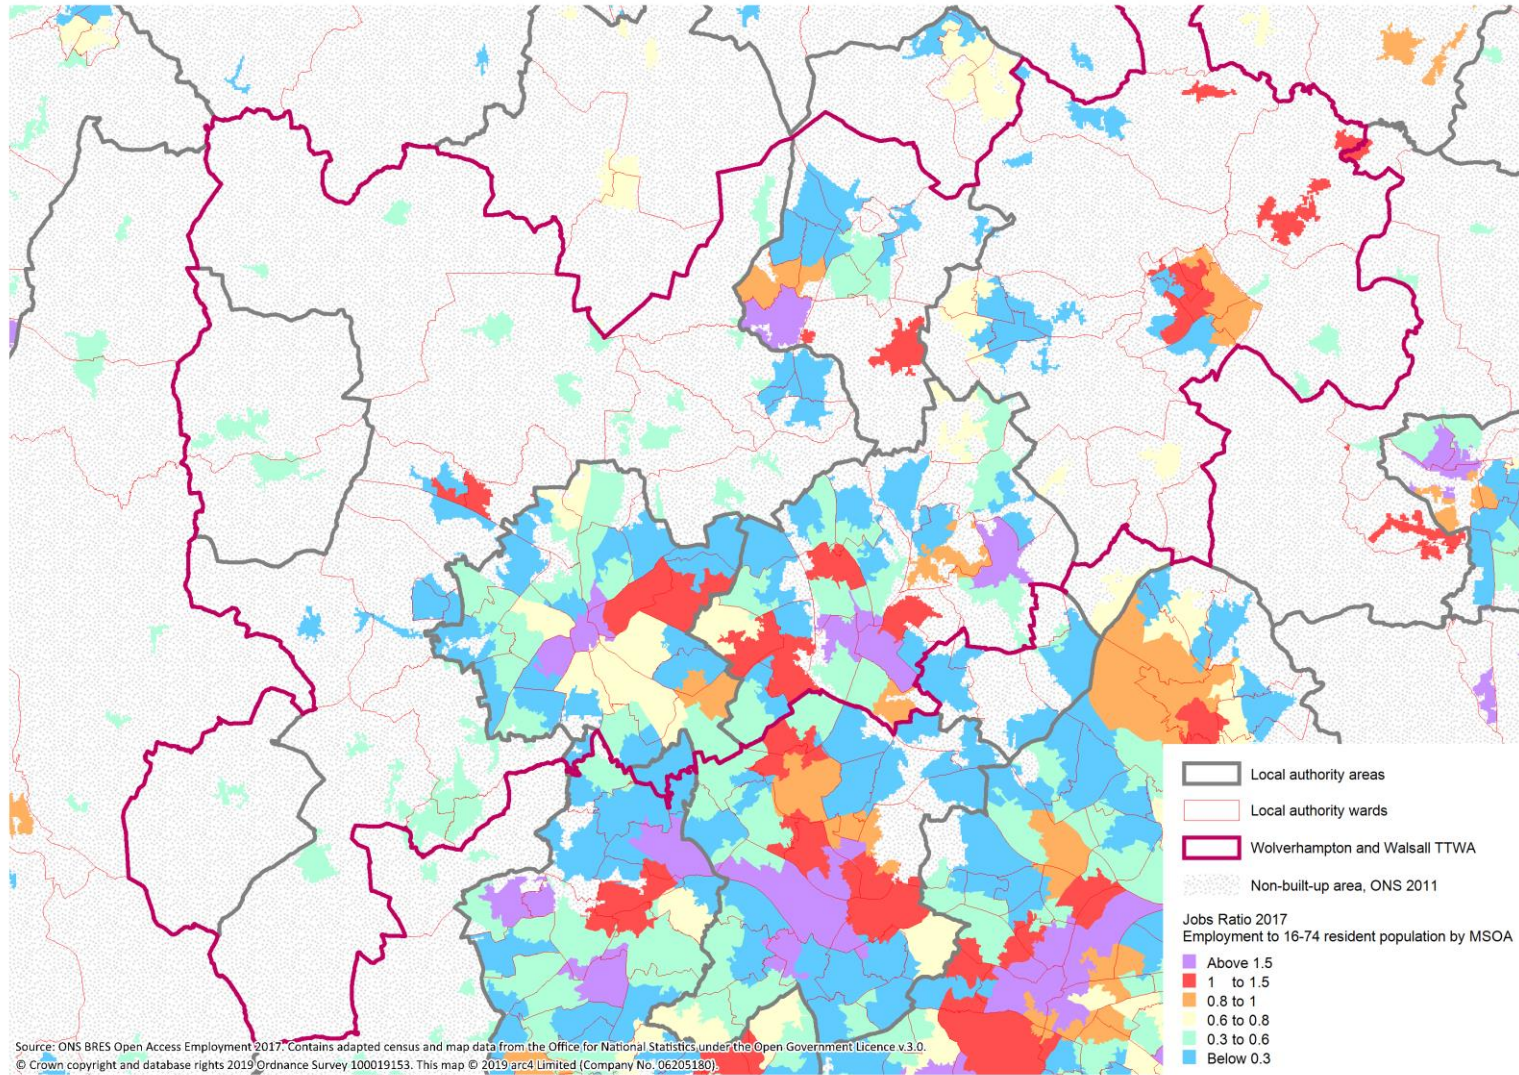 Local authority areas
Local authority wards
Wolverhampton and Walsall TTWA
Non-built-up area, ONS 2011
Jobs Ratio 2017
Employment to 16-74 resident population by MSOA
Above 1.5
1 to 1.5
0.8 to 1
0.6 to 0.8
0.3 to 0.6
Below 0.3
Source: ONS BRES Open Access Employment 2017. Contains adapted census and map data from the Office for National Statistics under the Open Government Licence v.3.0.
© Crown copyright and database rights 2019 Ordnance Survey 100019153. This map © 2019 arc4 Limited (Company No. 06205180).